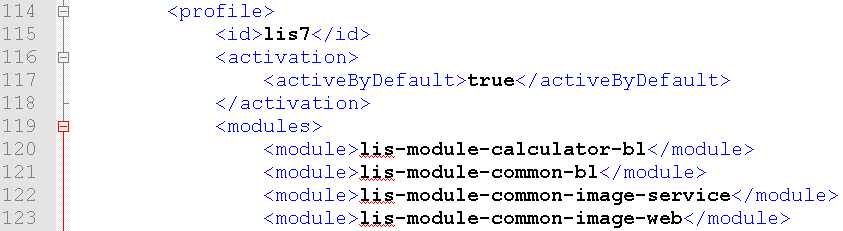 114 <profile>
115 <id>lis7</id>
116 <activation>
117 <activeByDefault>true</activeByDefault>
118 </activation>
119 <modules>
120 <module>lis-module-calculator-bl</module>
121 <module>lis-module-common-bl</module>
122 <module>lis-module-common-image-service</module>
123 <module>lis-module-common-image-web</module>